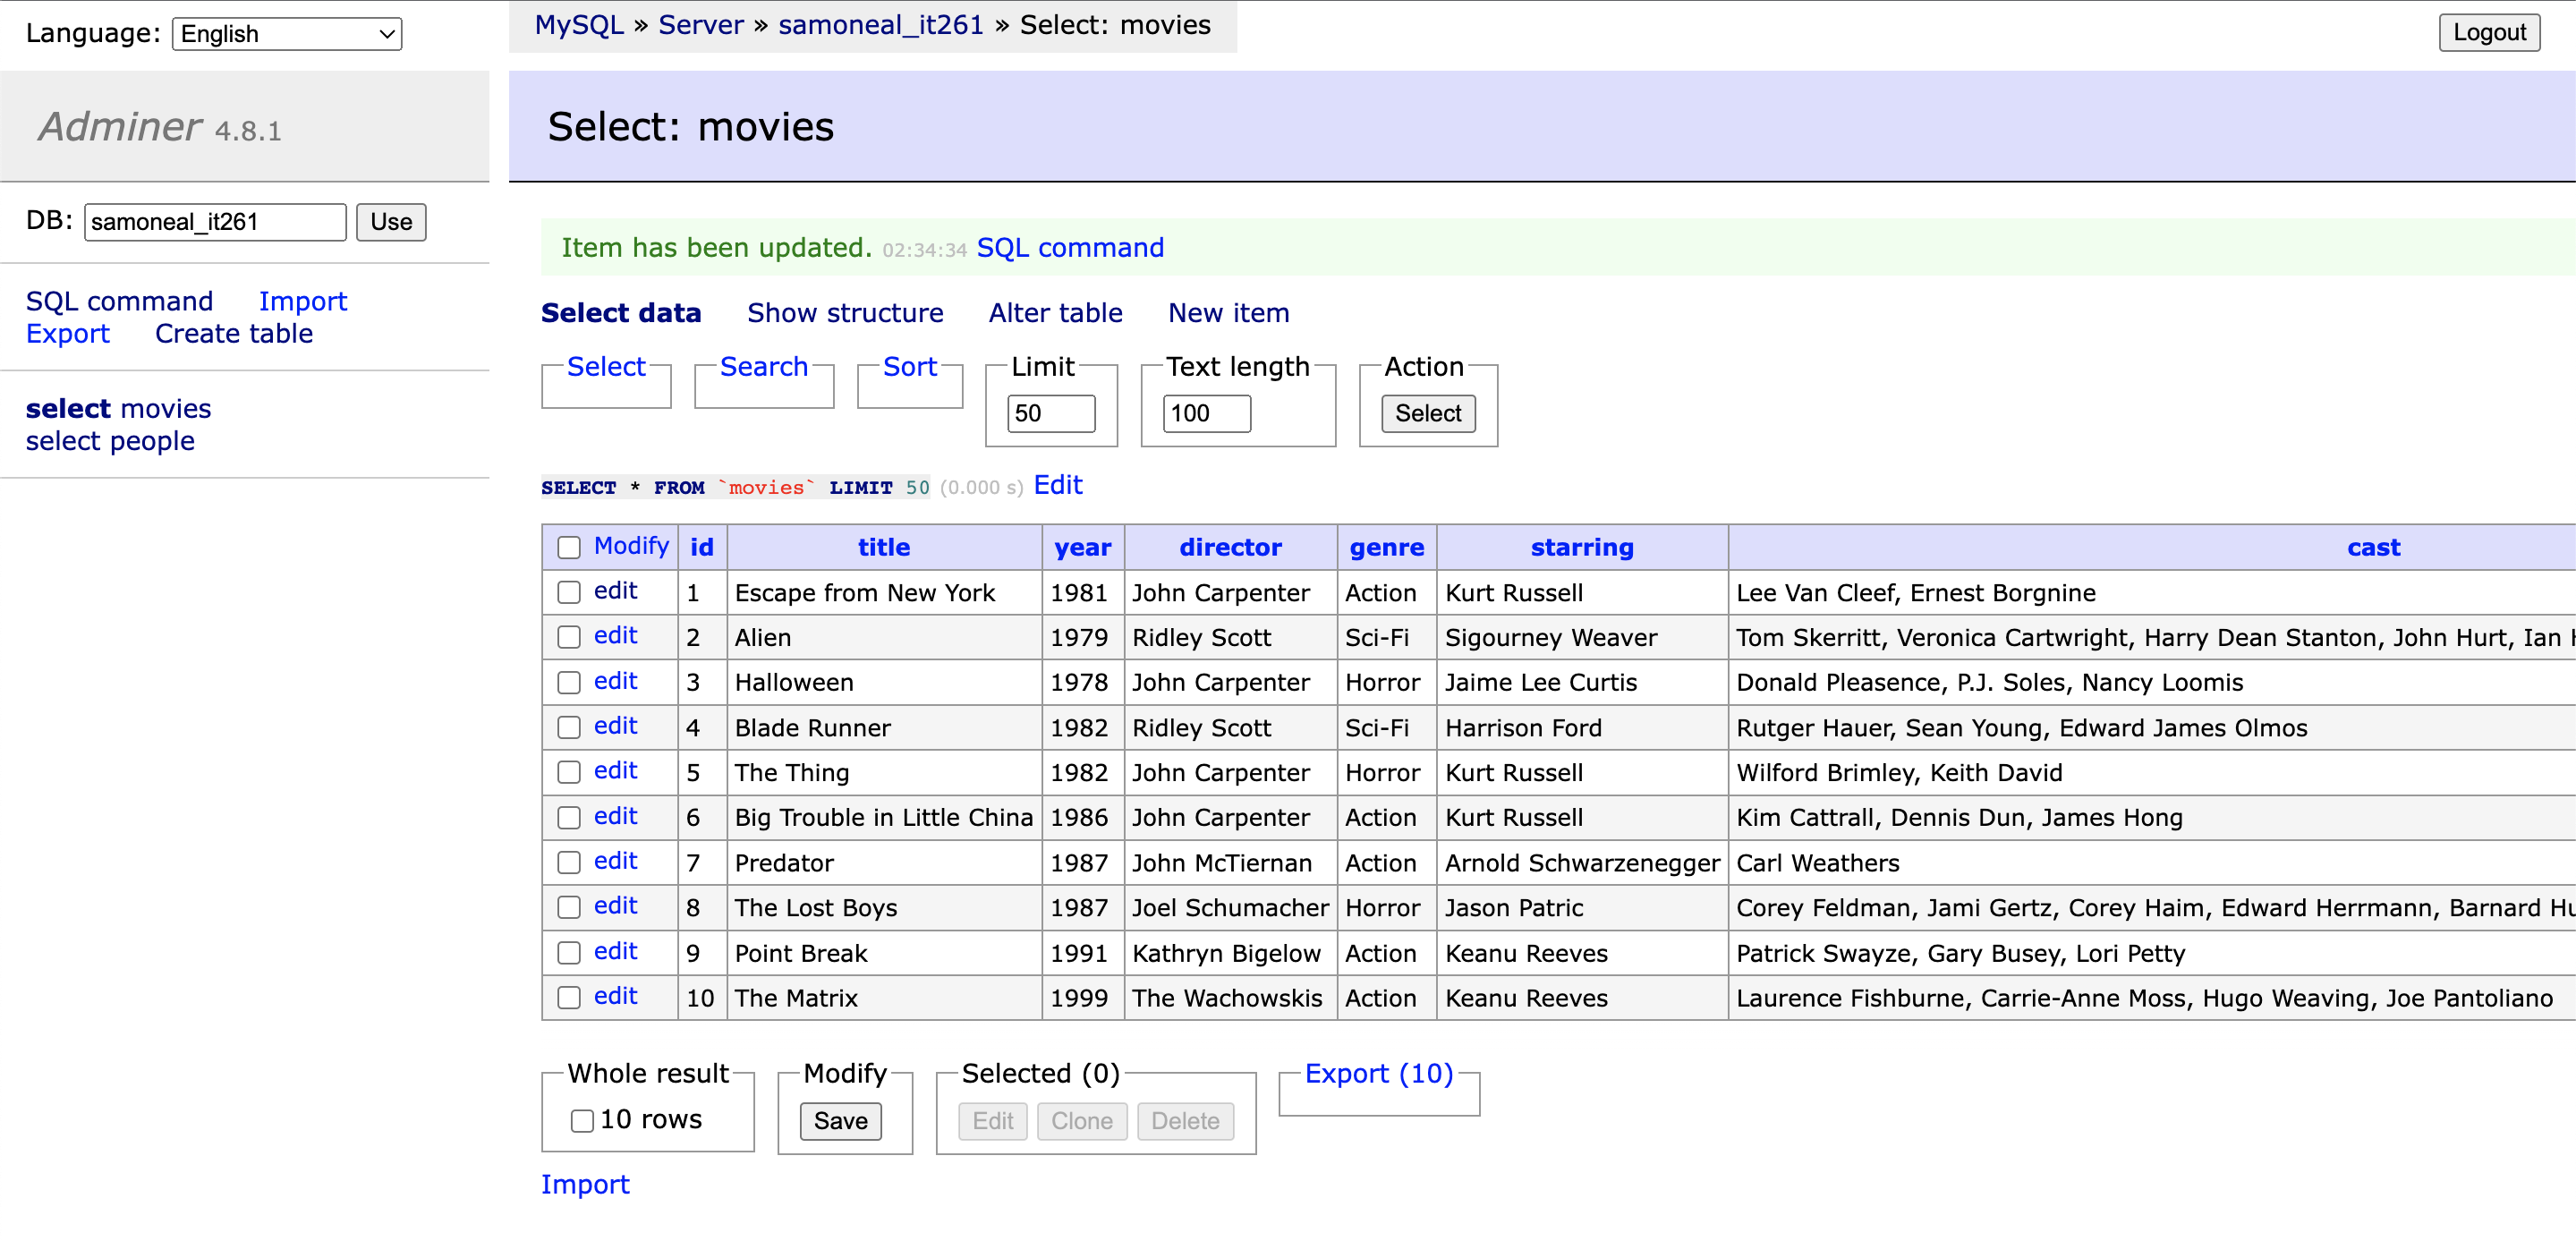 Language: English
MySQL » Server » samoneal_it261 » Select: movies
Logout
Adminer 4.8.1
Select: movies
DB: samoneal_it261 Use
SQL command Import
Export Create table
select movies
select people
Item has been updated. 02:34:34 SQL command
Select data Show structure Alter table New item
Select Search Sort Limit Text length Action
50 100 Select
SELECT * FROM `movies` LIMIT 50 (0.000 s) Edit
Modify id title year director genre starring cast
edit 1 Escape from New York 1981 John Carpenter Action Kurt Russell Lee Van Cleef, Ernest Borgnine
edit 2 Alien 1979 Ridley Scott Sci-Fi Sigourney Weaver Tom Skerritt, Veronica Cartwright, Harry Dean Stanton, John Hurt, Ian
edit 3 Halloween 1978 John Carpenter Horror Jaime Lee Curtis Donald Pleasence, P.J. Soles, Nancy Loomis
edit 4 Blade Runner 1982 Ridley Scott Sci-Fi Harrison Ford Rutger Hauer, Sean Young, Edward James Olmos
edit 5 The Thing 1982 John Carpenter Horror Kurt Russell Wilford Brimley, Keith David
edit 6 Big Trouble in Little China 1986 John Carpenter Action Kurt Russell Kim Cattrall, Dennis Dun, James Hong
edit 7 Predator 1987 John McTiernan Action Arnold Schwarzenegger Carl Weathers
edit 8 The Lost Boys 1987 Joel Schumacher Horror Jason Patric Corey Feldman, Jami Gertz, Corey Haim, Edward Herrmann, Barnard
edit 9 Point Break 1991 Kathryn Bigelow Action Keanu Reeves Patrick Swayze, Gary Busey, Lori Petty
edit 10 The Matrix 1999 The Wachowskis Action Keanu Reeves Laurence Fishburne, Carrie-Anne Moss, Hugo Weaving, Joe Pantoliano
Whole result Modify Selected (0) Export (10)
10 rows Save Edit Clone Delete
Import